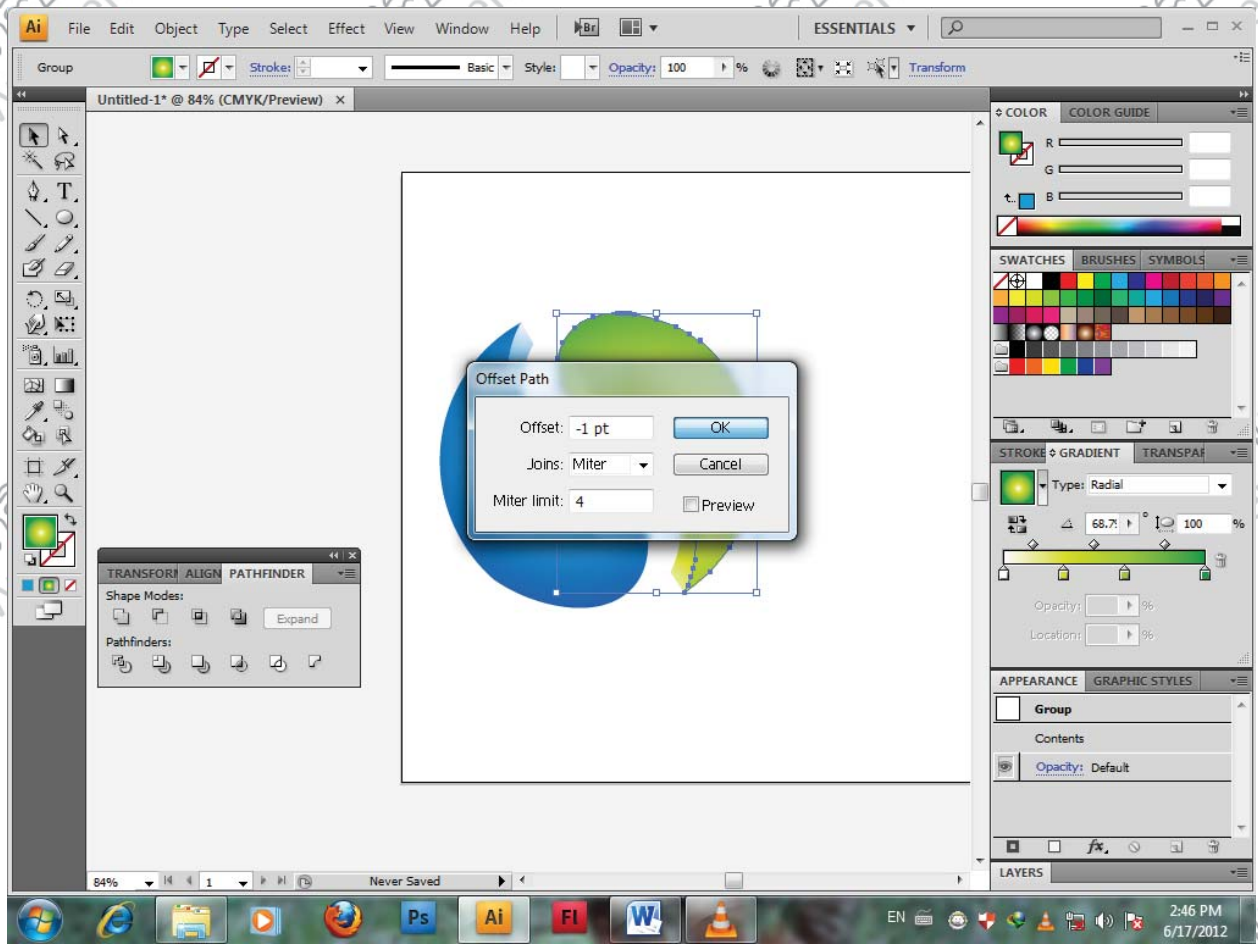 Ai File Edit Object Type Select Effect View Window Help Br ESSENTIALS
Group Stroke: Basic Style: Opacity: 100 % Transform
Untitled-1* @ 84% (CMYK/Preview) ×
COLOR COLOR GUIDE
R
G
B
SWATCHES BRUSHES SYMBOLS
Offset Path
Offset: -1 pt OK
Joins: Miter Cancel
Miter limit: 4 Preview
STROKE GRADIENT TRANSPAR
Type: Radial
68.7 ° 100 %
Opacity: %
Location: %
TRANSFORM ALIGN PATHFINDER
Shape Modes:
Expand
Pathfinders:
APPEARANCE GRAPHIC STYLES
Group
Contents
Opacity: Default
fx
LAYERS
84% 1 Never Saved
Ps Ai Fl W EN 2:46 PM
6/17/2012